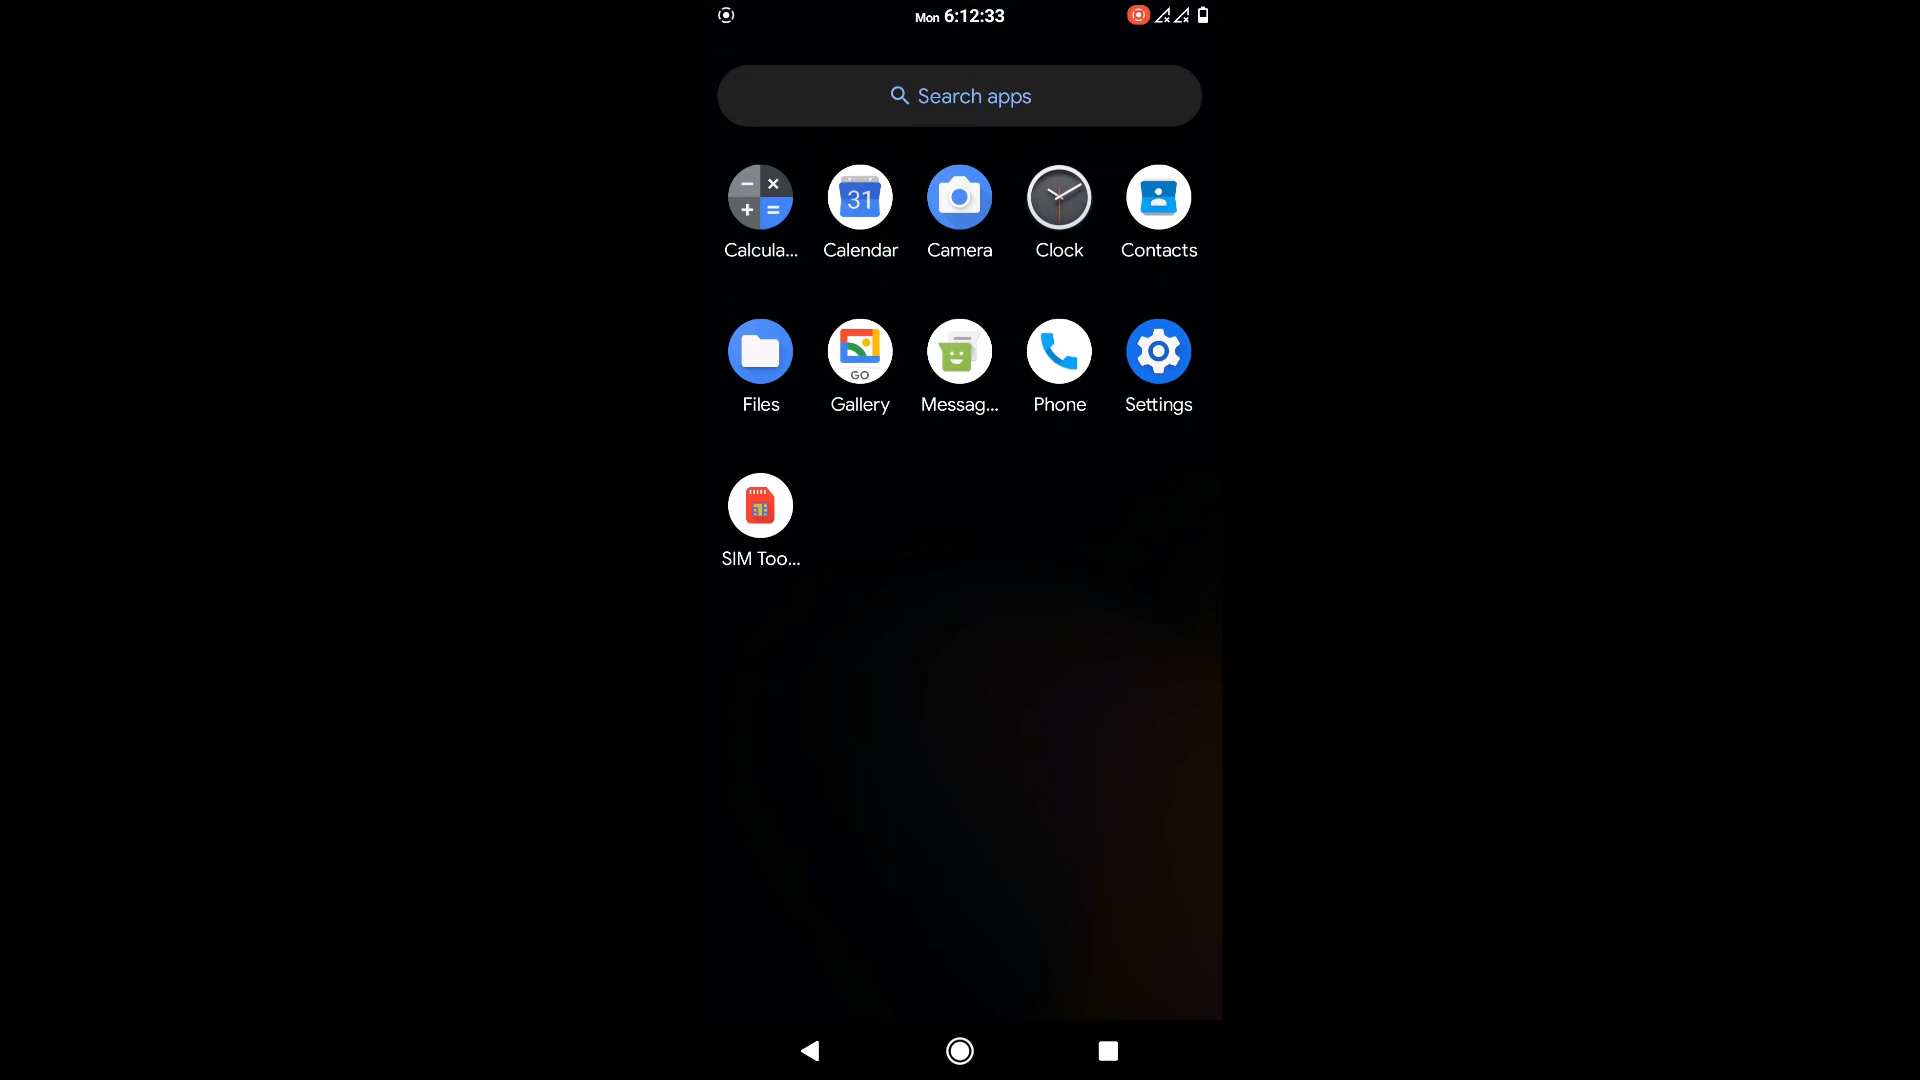 Mon 6:12:33
Search apps
31
Calcula... Calendar Camera Clock Contacts
GO
Files Gallery Messag... Phone Settings
SIM Too...